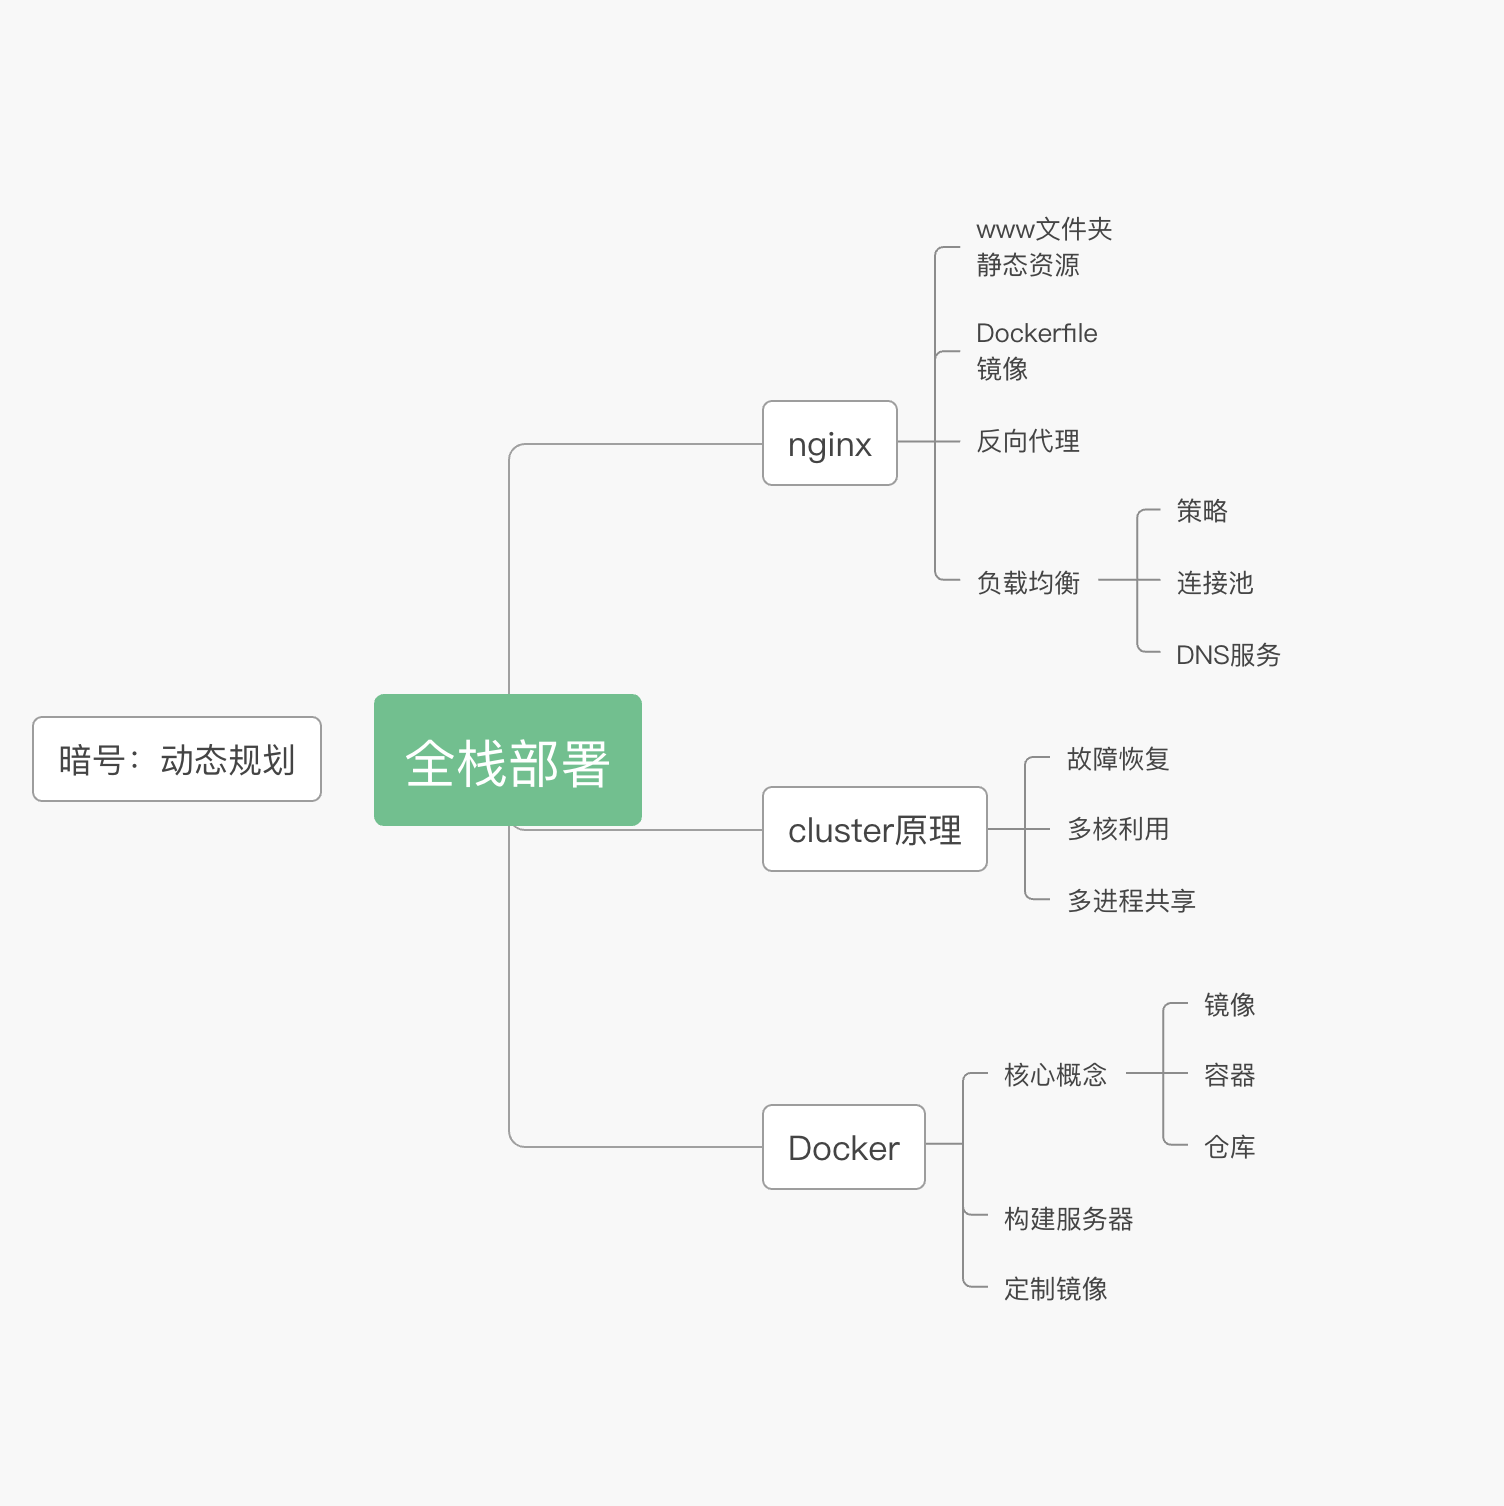 暗号：动态规划
全栈部署
nginx
www文件夹
静态资源
Dockerfile
镜像
反向代理
负载均衡
策略
连接池
DNS服务
cluster原理
故障恢复
多核利用
多进程共享
Docker
核心概念
镜像
容器
仓库
构建服务器
定制镜像